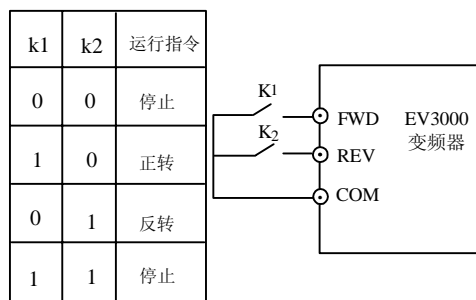 k1 k2 运行指令
0 0 停止
1 0 正转
0 1 反转
1 1 停止
K1
K2
FWD
REV
COM
EV3000
变频器